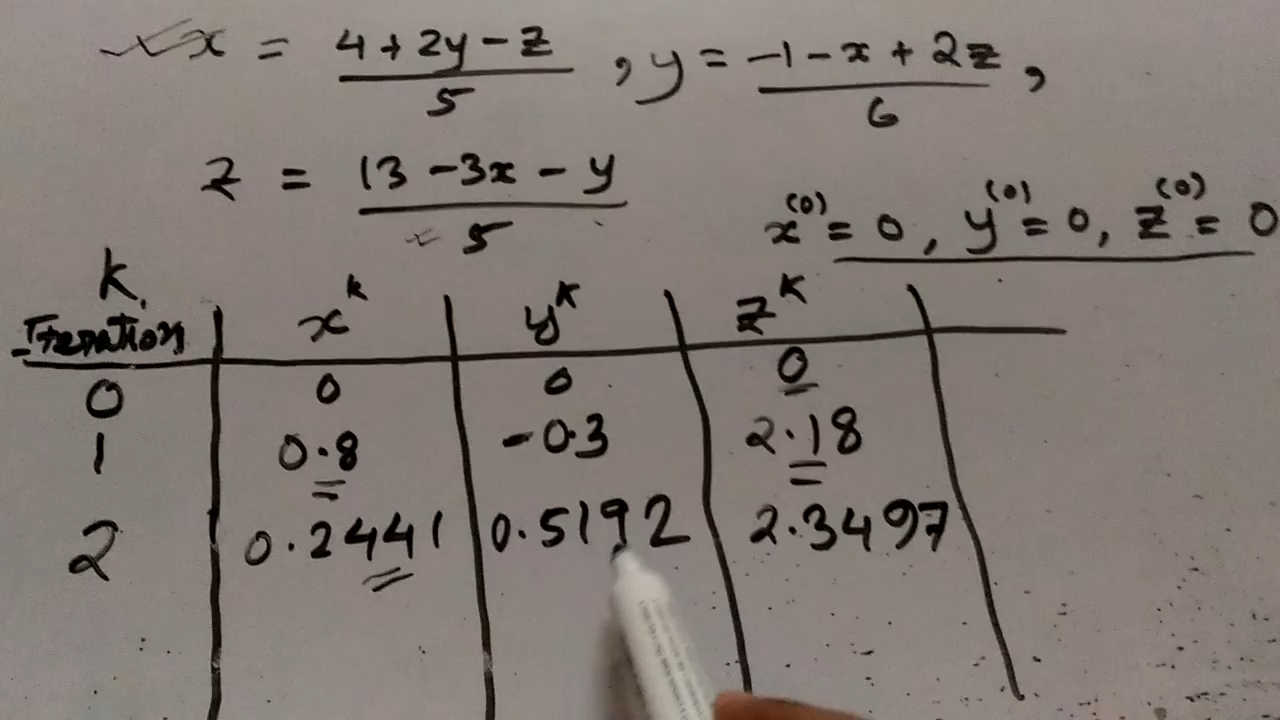 x = (4 + 2y - z)/5 , y = (-1 - x + 2z)/6 ,
z = (13 - 3x - y)/5
x^(0) = 0 , y^(0) = 0, z^(0) = 0
k, Iteration x^k y^k z^k
0 0 0 0
1 0.8 -0.3 2.18
2 0.2441 0.5192 2.3497